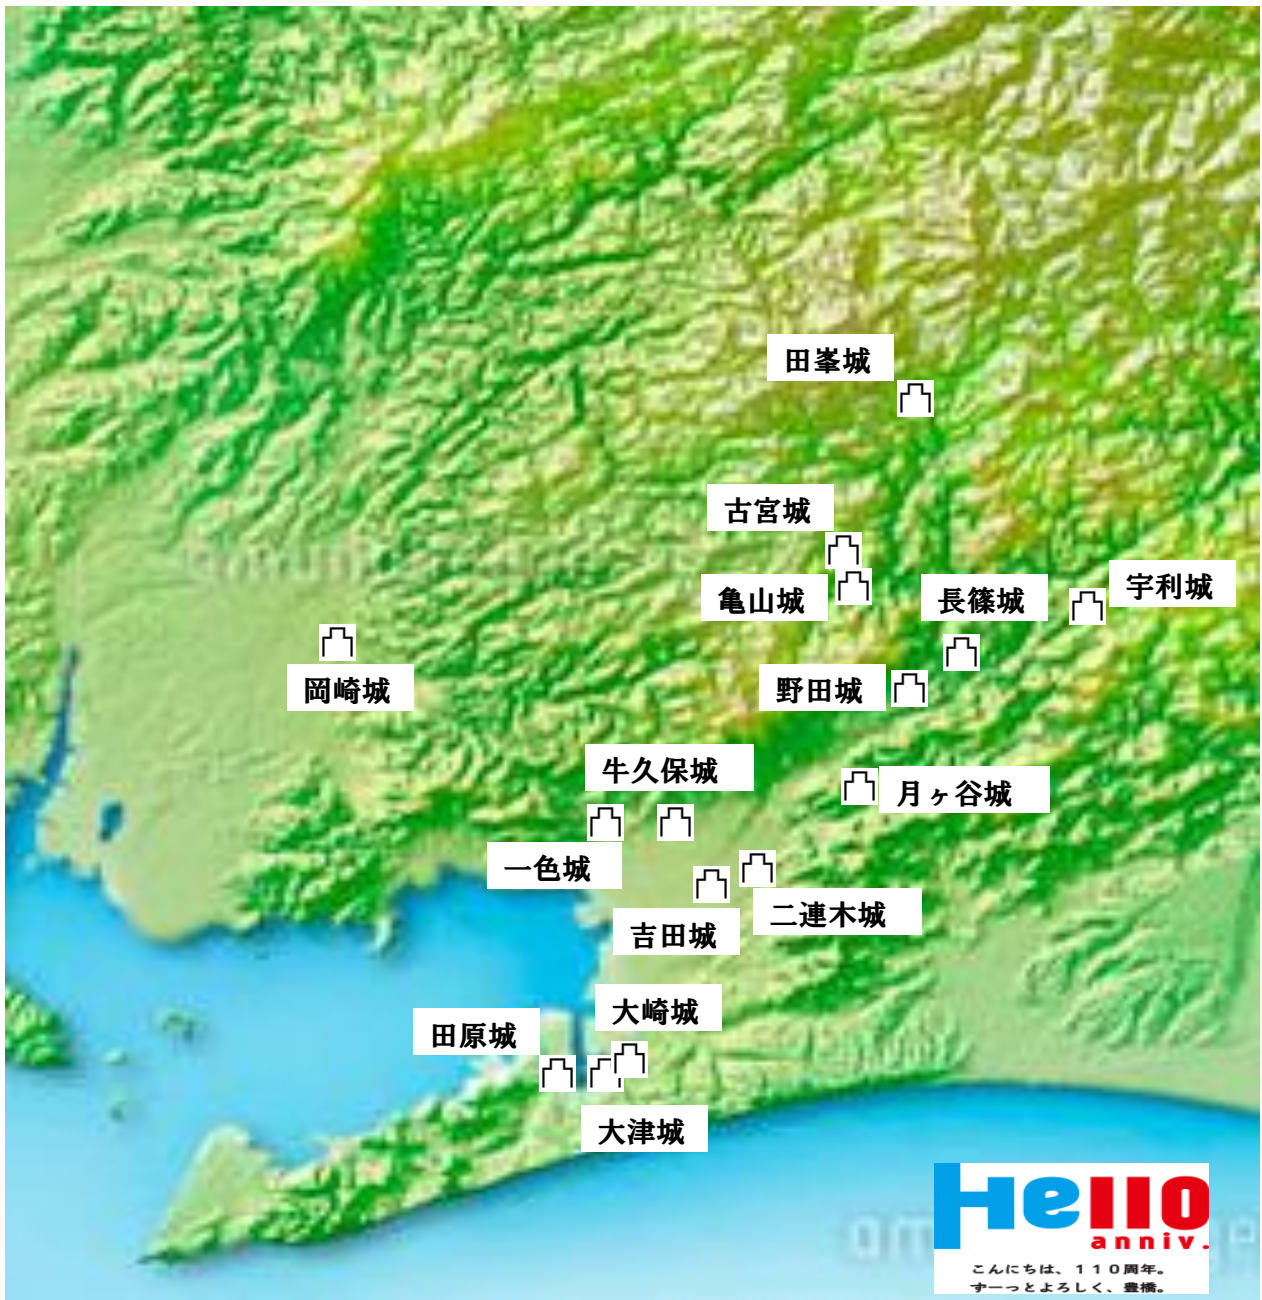 田峯城
古宮城
亀山城
長篠城
宇利城
岡崎城
野田城
牛久保城
月ヶ谷城
一色城
二連木城
吉田城
大崎城
田原城
大津城
Hello
anniv.
こんにちは、110周年。
ずーっとよろしく、豊橋。